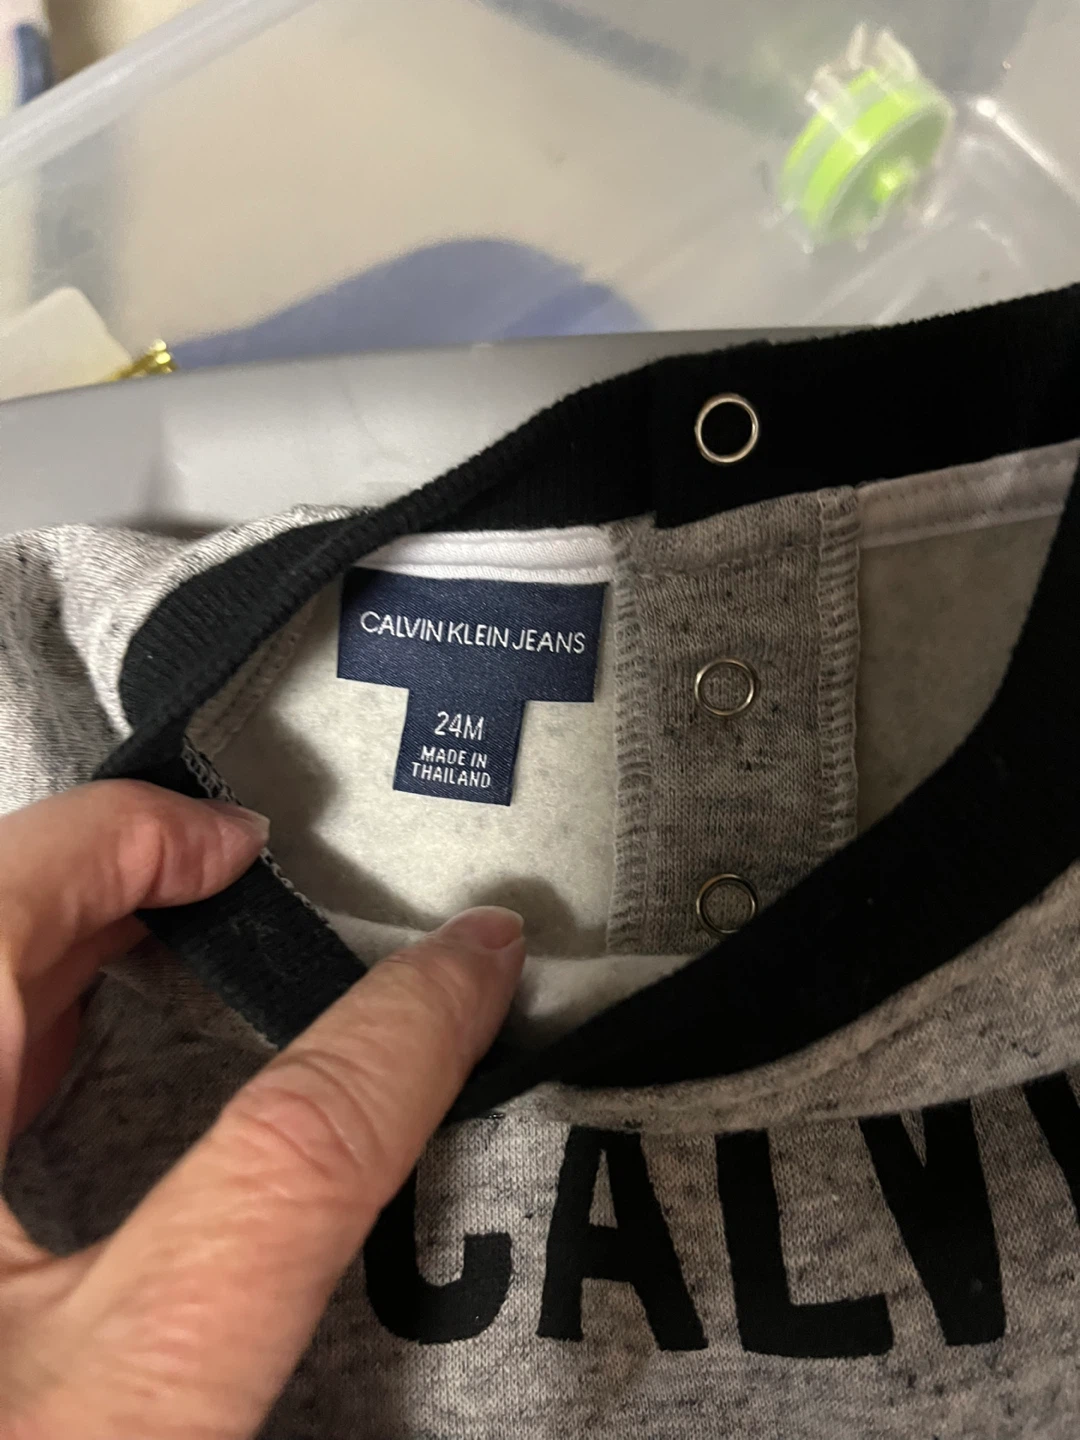 CALVIN KLEIN JEANS
24M
MADE IN
THAILAND
CALV